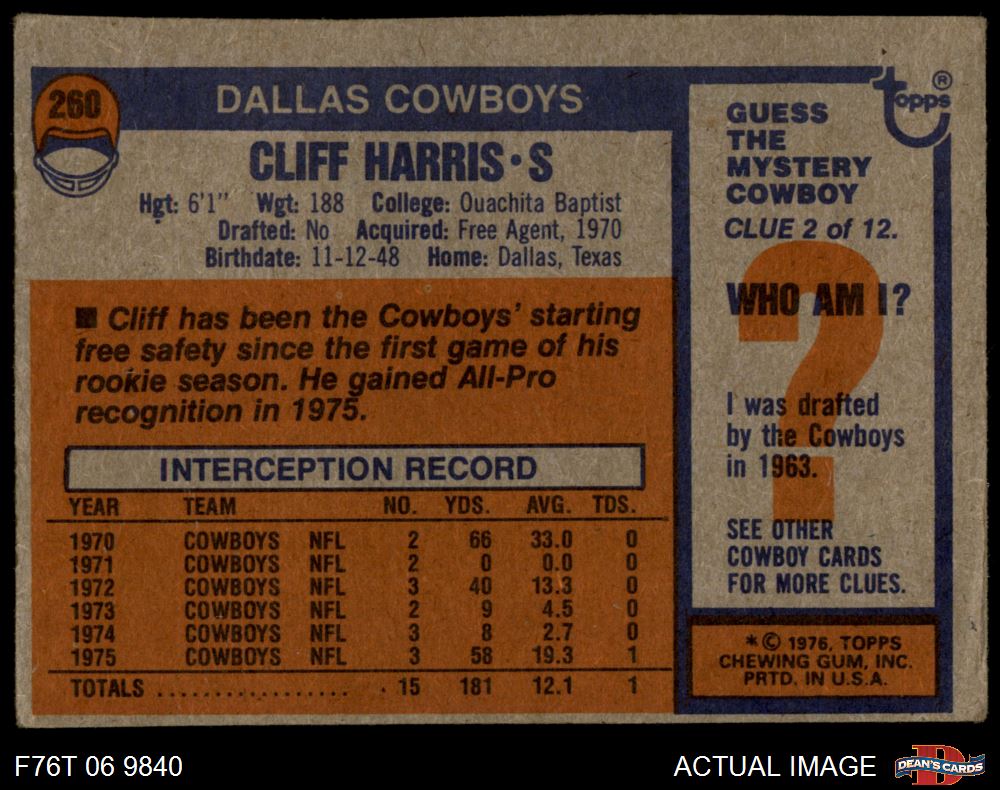 260
DALLAS COWBOYS
CLIFF HARRIS • S
Hgt: 6'1" Wgt: 188 College: Ouachita Baptist
Drafted: No Acquired: Free Agent, 1970
Birthdate: 11-12-48 Home: Dallas, Texas
■ Cliff has been the Cowboys' starting
free safety since the first game of his
rookie season. He gained All-Pro
recognition in 1975.
INTERCEPTION RECORD
YEAR TEAM NO. YDS. AVG. TDS.
1970 COWBOYS NFL 2 66 33.0 0
1971 COWBOYS NFL 2 0 0.0 0
1972 COWBOYS NFL 3 40 13.3 0
1973 COWBOYS NFL 2 9 4.5 0
1974 COWBOYS NFL 3 8 2.7 0
1975 COWBOYS NFL 3 58 19.3 1
TOTALS .................. 15 181 12.1 1
topps ®
GUESS
THE
MYSTERY
COWBOY
CLUE 2 of 12.
?
WHO AM I?
I was drafted
by the Cowboys
in 1963.
SEE OTHER
COWBOY CARDS
FOR MORE CLUES.
* © 1976, TOPPS
CHEWING GUM, INC.
PRTD. IN U.S.A.
F76T 06 9840
ACTUAL IMAGE
D
DEAN'S CARDS